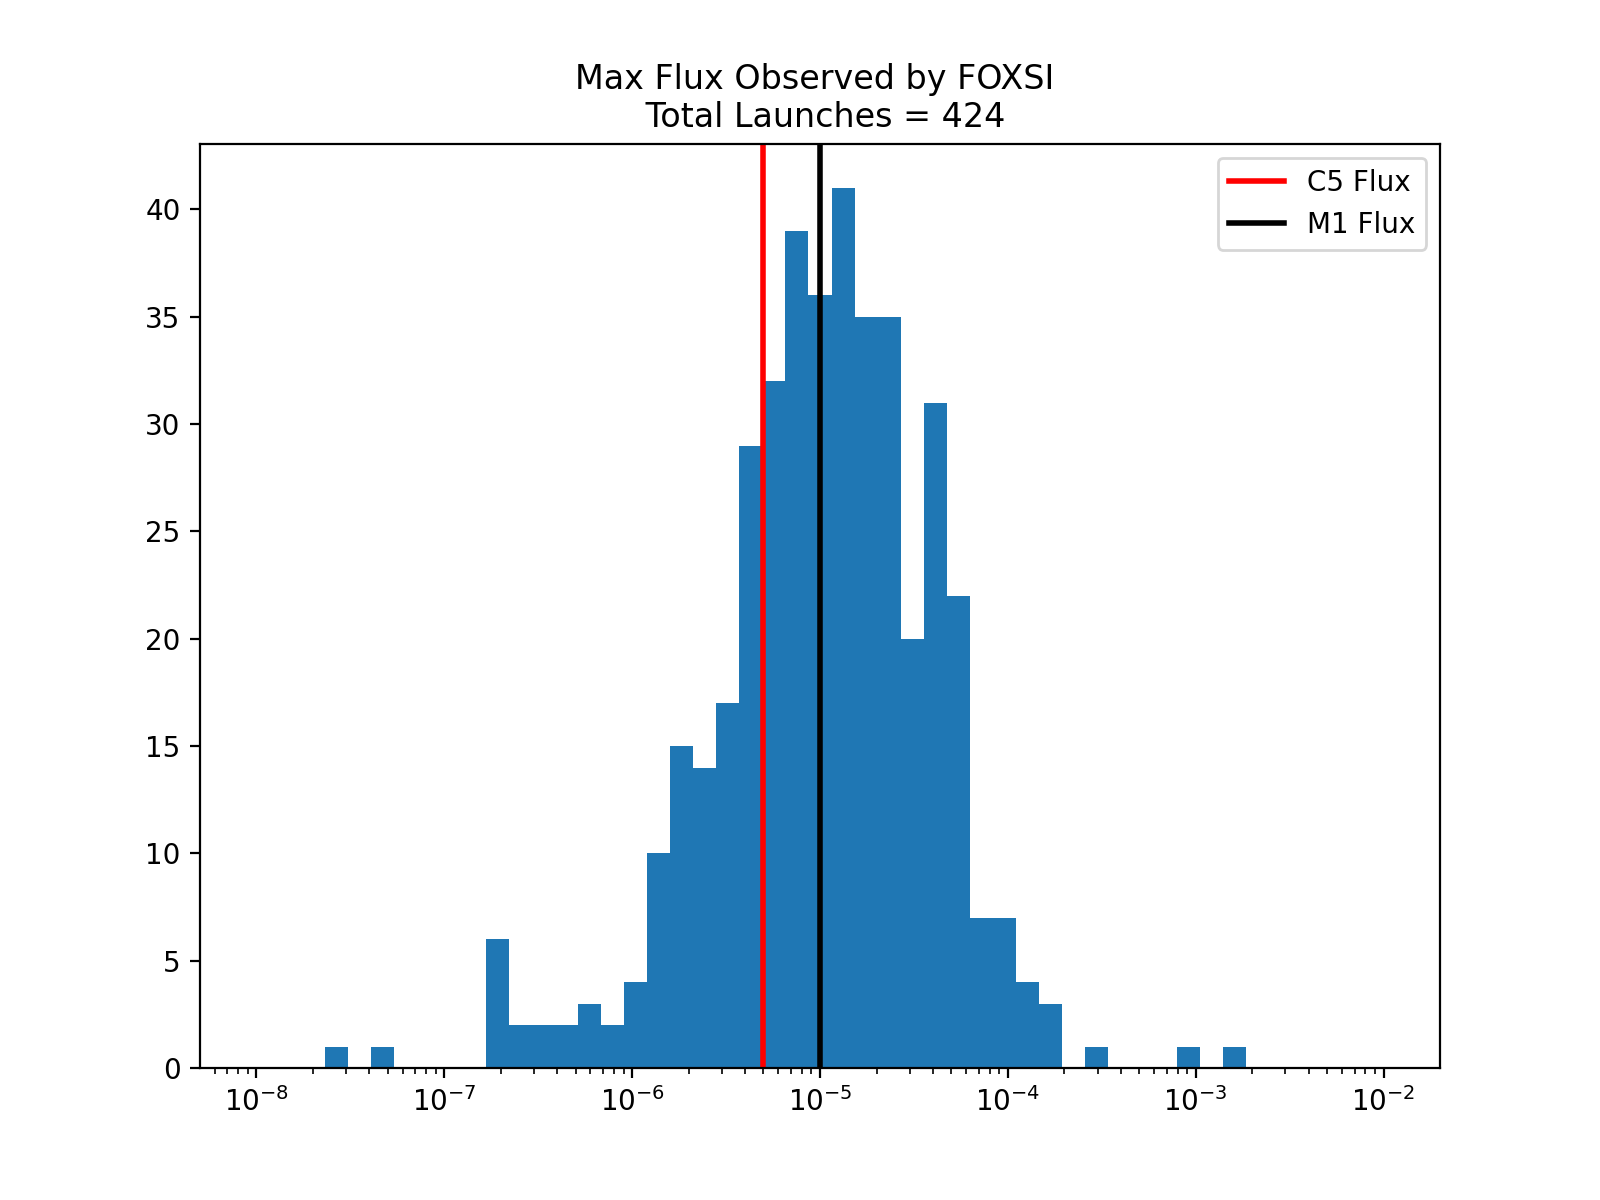 Max Flux Observed by FOXSI
Total Launches = 424
C5 Flux
M1 Flux
40
35
30
25
20
15
10
5
0
10⁻⁸ 10⁻⁷ 10⁻⁶ 10⁻⁵ 10⁻⁴ 10⁻³ 10⁻²